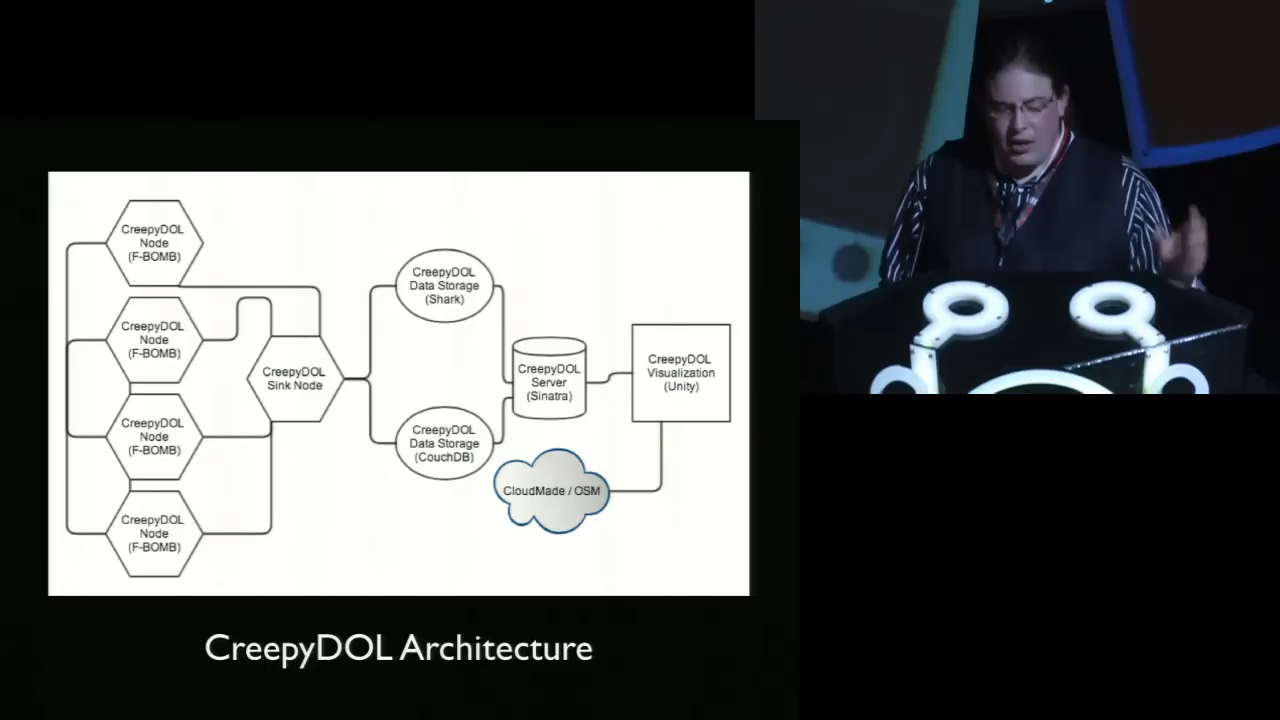 CreepyDOL
Node
(F-BOMB)
CreepyDOL
Node
(F-BOMB)
CreepyDOL
Node
(F-BOMB)
CreepyDOL
Node
(F-BOMB)
CreepyDOL
Sink Node
CreepyDOL
Data Storage
(Shark)
CreepyDOL
Data Storage
(CouchDB)
CreepyDOL
Server
(Sinatra)
CreepyDOL
Visualization
(Unity)
CloudMade / OSM
CreepyDOL Architecture